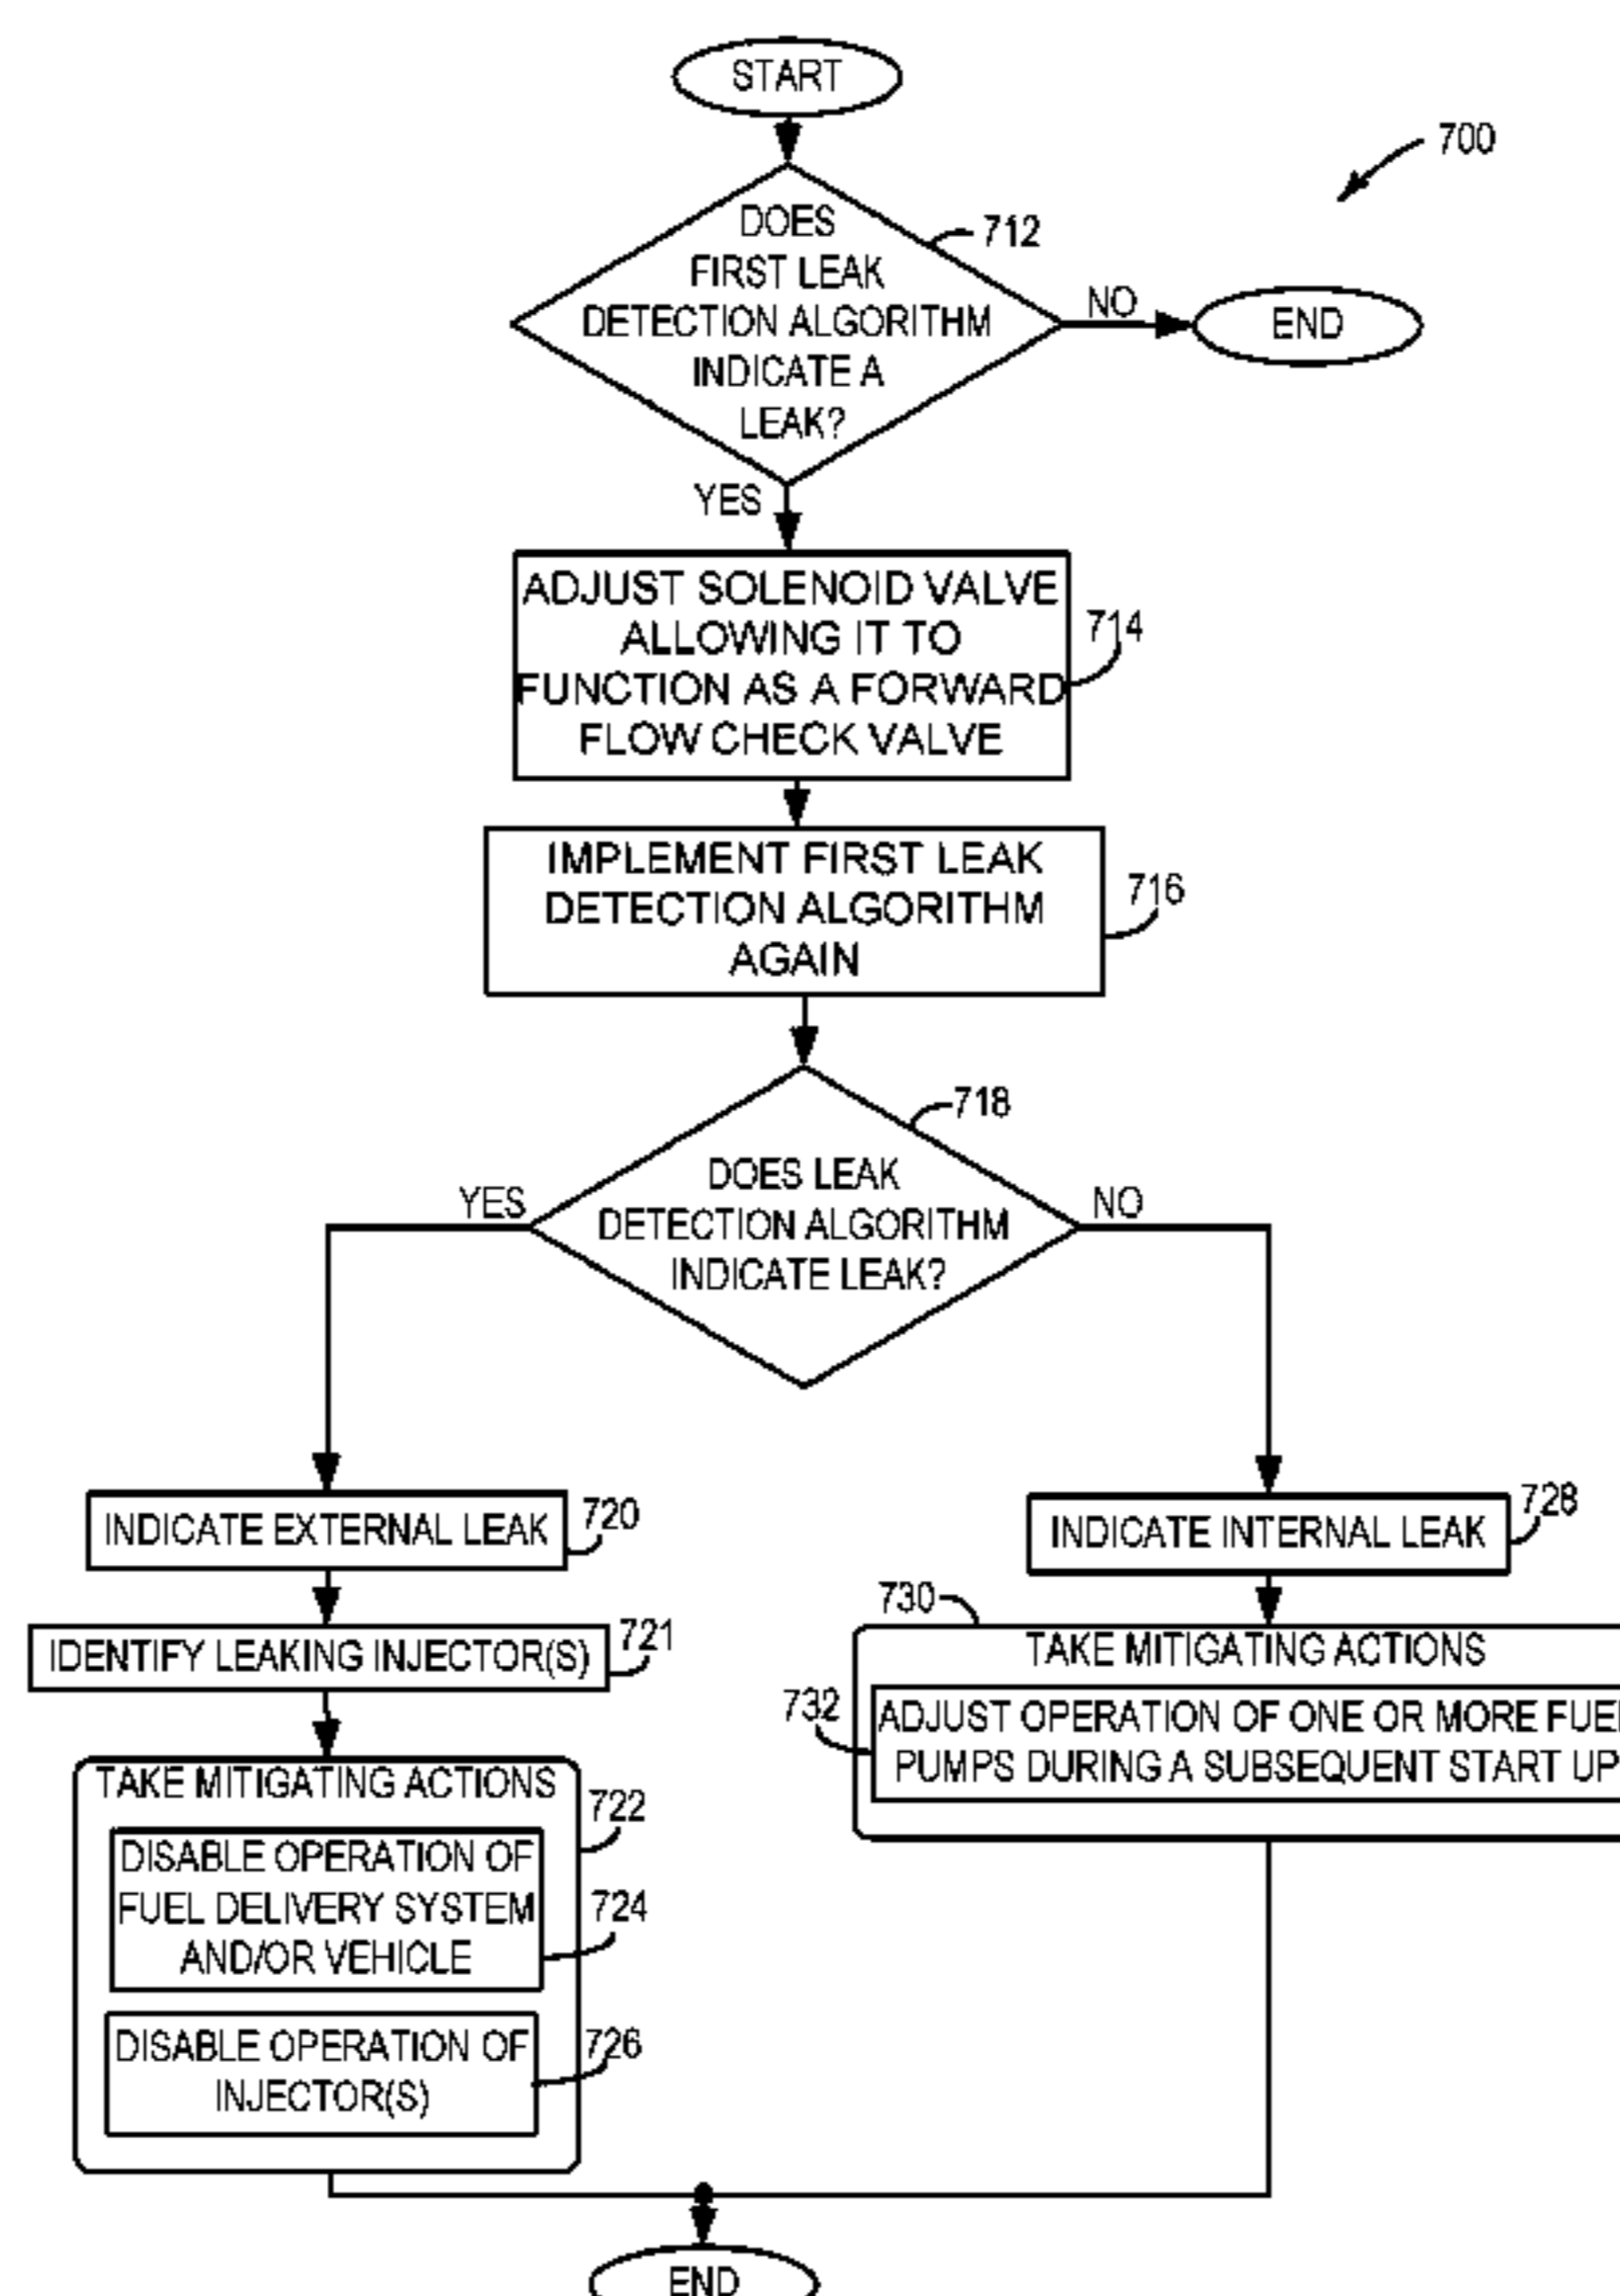 START
700
DOES
FIRST LEAK
DETECTION ALGORITHM
INDICATE A
LEAK?
712
NO
END
YES
ADJUST SOLENOID VALVE
ALLOWING IT TO
FUNCTION AS A FORWARD
FLOW CHECK VALVE
714
IMPLEMENT FIRST LEAK
DETECTION ALGORITHM
AGAIN
716
718
DOES LEAK
DETECTION ALGORITHM
INDICATE LEAK?
YES
NO
INDICATE EXTERNAL LEAK
720
IDENTIFY LEAKING INJECTOR(S)
721
TAKE MITIGATING ACTIONS
722
DISABLE OPERATION OF
FUEL DELIVERY SYSTEM
AND/OR VEHICLE
724
DISABLE OPERATION OF
INJECTOR(S)
726
INDICATE INTERNAL LEAK
728
730
TAKE MITIGATING ACTIONS
732
ADJUST OPERATION OF ONE OR MORE FUEL
PUMPS DURING A SUBSEQUENT START UP
END